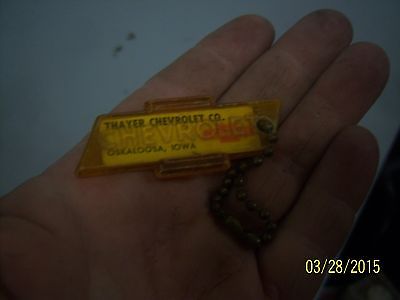 THAYER CHEVROLET CO.
CHEVROLET
OSKALOOSA, IOWA
03/28/2015